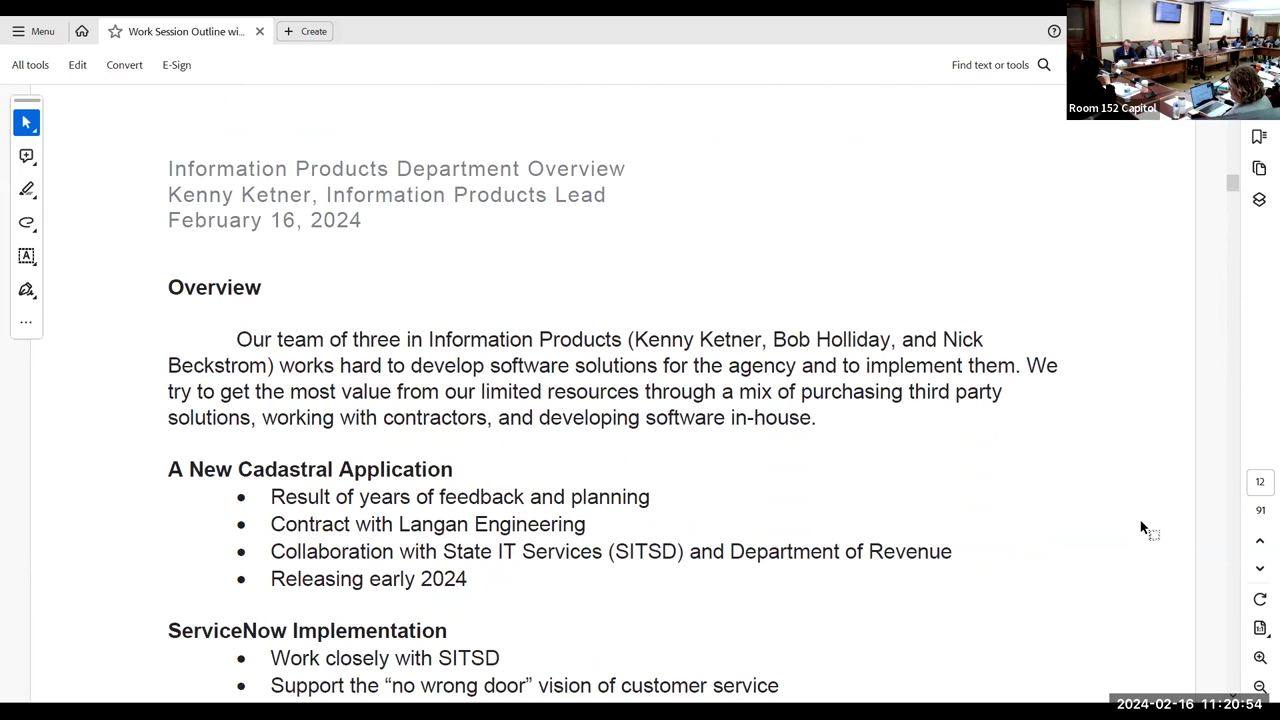 Menu
Work Session Outline wi...
Create
All tools
Edit
Convert
E-Sign
Find text or tools
Room 152 Capitol
Information Products Department Overview
Kenny Ketner, Information Products Lead
February 16, 2024
Overview
Our team of three in Information Products (Kenny Ketner, Bob Holliday, and Nick
Beckstrom) works hard to develop software solutions for the agency and to implement them. We
try to get the most value from our limited resources through a mix of purchasing third party
solutions, working with contractors, and developing software in-house.
A New Cadastral Application
• Result of years of feedback and planning
• Contract with Langan Engineering
• Collaboration with State IT Services (SITSD) and Department of Revenue
• Releasing early 2024
ServiceNow Implementation
• Work closely with SITSD
• Support the “no wrong door” vision of customer service
12
91
2024-02-16 11:20:54